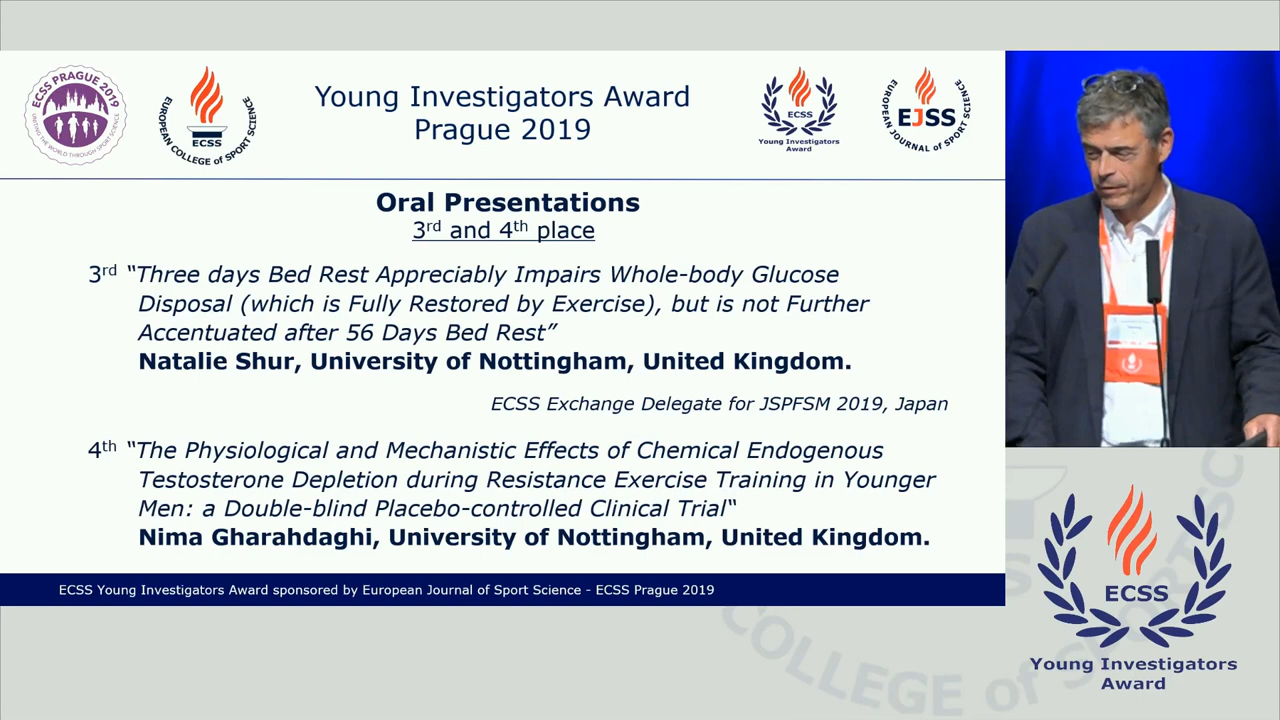 ECSS PRAGUE 2019
UNITING THE WORLD THROUGH SPORT SCIENCE
ECSS
EUROPEAN COLLEGE of SPORT SCIENCE
Young Investigators Award
Prague 2019
ECSS
Young Investigators
Award
EJSS
EUROPEAN JOURNAL of SPORT SCIENCE
Oral Presentations
3rd and 4th place
3rd “Three days Bed Rest Appreciably Impairs Whole-body Glucose
Disposal (which is Fully Restored by Exercise), but is not Further
Accentuated after 56 Days Bed Rest”
Natalie Shur, University of Nottingham, United Kingdom.
ECSS Exchange Delegate for JSPFSM 2019, Japan
4th “The Physiological and Mechanistic Effects of Chemical Endogenous
Testosterone Depletion during Resistance Exercise Training in Younger
Men: a Double-blind Placebo-controlled Clinical Trial“
Nima Gharahdaghi, University of Nottingham, United Kingdom.
ECSS Young Investigators Award sponsored by European Journal of Sport Science - ECSS Prague 2019
ECSS
Young Investigators
Award
COLLEGE of SPORT SC